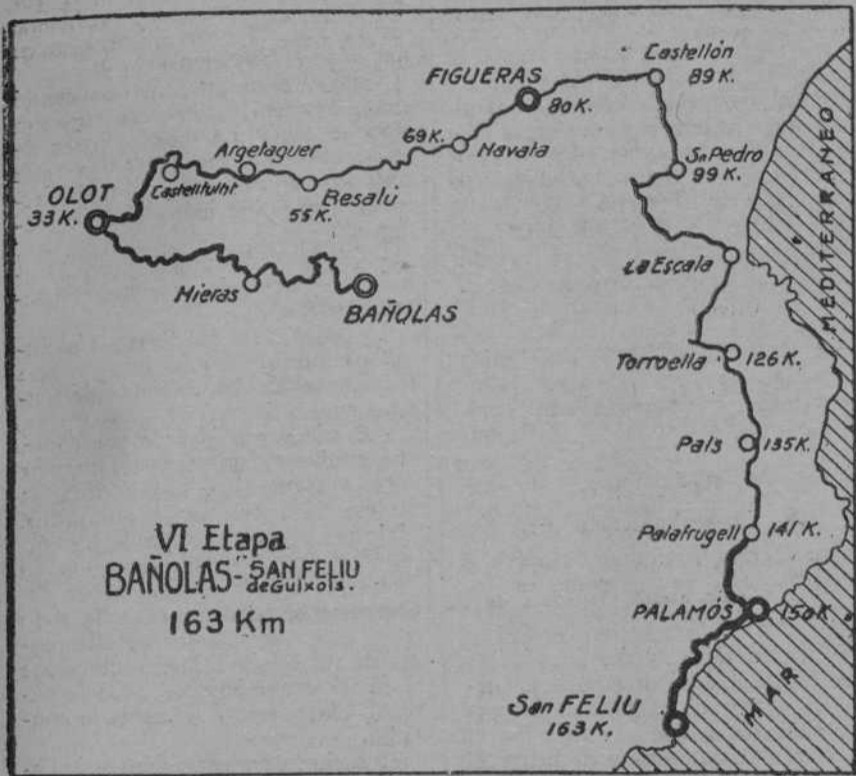 Castellón
89 K.
FIGUERAS
80 K.
69 K.
Navata
Sn Pedro
99 K.
Argelaguer
Castellfullit
Besalú
55 K.
OLOT
33 K.
Mieras
BAÑOLAS
La Escala
MEDITERRANEO
Torroella
126 K.
Pals
135 K.
Palafrugell
141 K.
VI Etapa
BAÑOLAS - SAN FELIU
de Guixols.
163 Km
PALAMÓS
150 K
San FELIU
163 K.
MAR